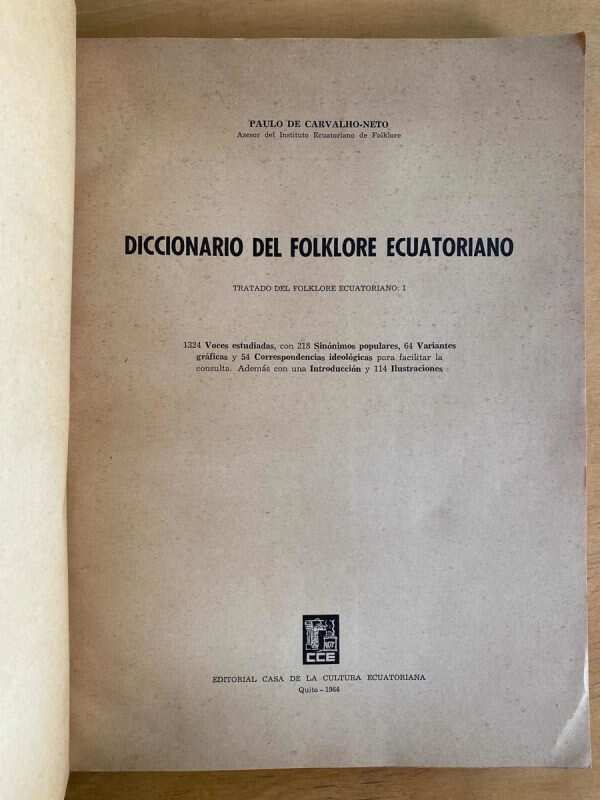 PAULO DE CARVALHO-NETO
Asesor del Instituto Ecuatoriano de Folklore
DICCIONARIO DEL FOLKLORE ECUATORIANO
TRATADO DEL FOLKLORE ECUATORIANO: I
1324 Voces estudiadas, con 218 Sinónimos populares, 64 Variantes
gráficas y 54 Correspondencias ideológicas para facilitar la
consulta. Además con una Introducción y 114 Ilustraciones
CCE
EDITORIAL CASA DE LA CULTURA ECUATORIANA
Quito - 1964